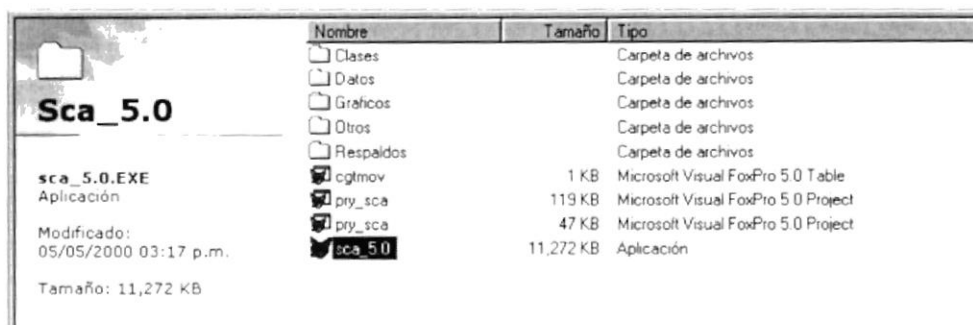 Nombre Tamaño Tipo
Clases Carpeta de archivos
Datos Carpeta de archivos
Graficos Carpeta de archivos
Otros Carpeta de archivos
Respaldos Carpeta de archivos
cgtmov 1 KB Microsoft Visual FoxPro 5.0 Table
pry_sca 119 KB Microsoft Visual FoxPro 5.0 Project
pry_sca 47 KB Microsoft Visual FoxPro 5.0 Project
sca_5.0 11,272 KB Aplicación
Sca_5.0
sca_5.0.EXE
Aplicación
Modificado:
05/05/2000 03:17 p.m.
Tamaño: 11,272 KB